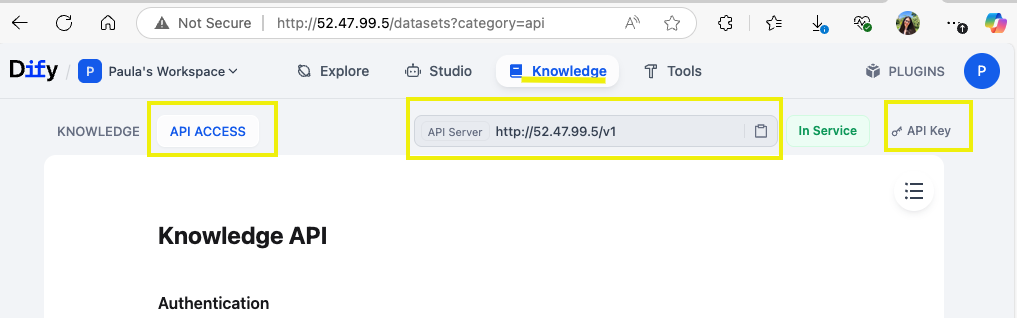 Not Secure http://52.47.99.5/datasets?category=api
Dify / P Paula's Workspace Explore Studio Knowledge Tools PLUGINS P
KNOWLEDGE API ACCESS API Server http://52.47.99.5/v1 In Service API Key
Knowledge API
Authentication